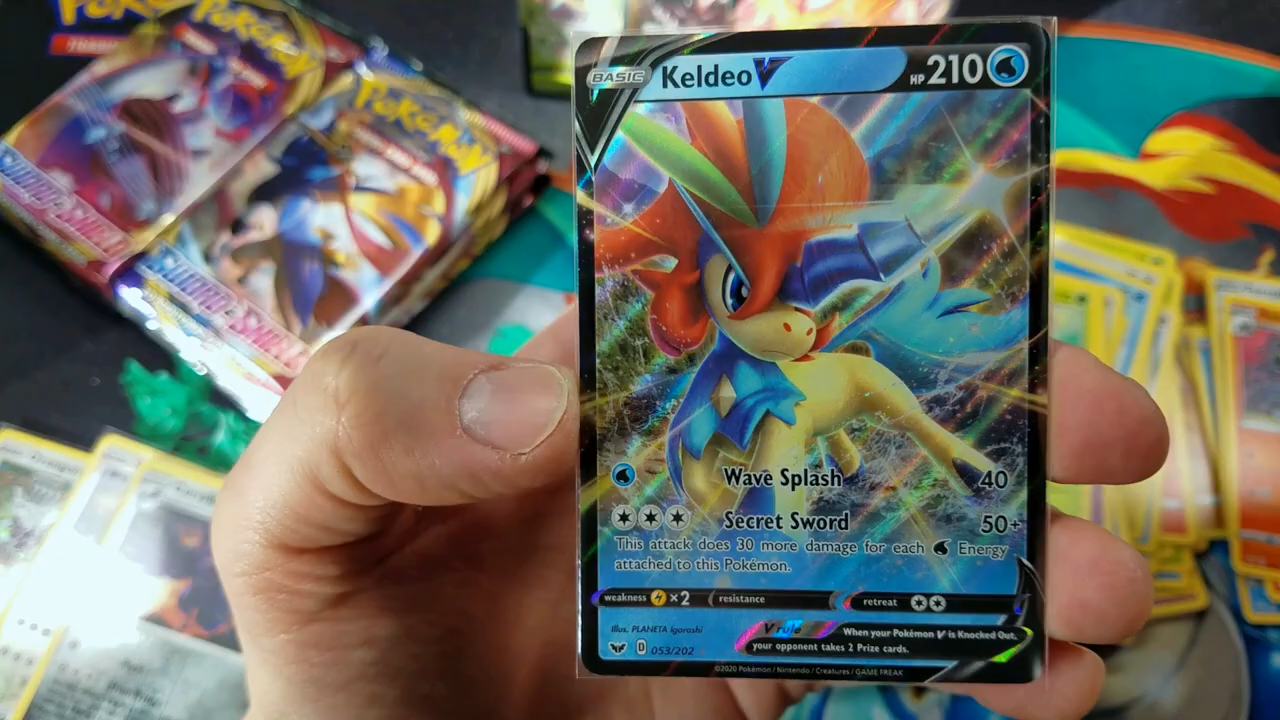 POKÉMON
POKÉMON
BASIC
Keldeo V
HP 210
Wave Splash 40
Secret Sword 50+
This attack does 30 more damage for each Energy
attached to this Pokémon.
weakness ×2 resistance retreat
Illus. PLANETA Igarashi
D 053/202
V rule When your Pokémon V is Knocked Out,
your opponent takes 2 Prize cards.
©2020 Pokémon / Nintendo / Creatures / GAME FREAK